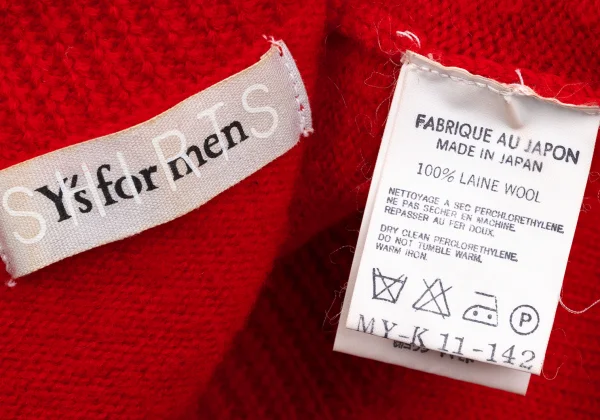 SHIRTS
Y's for men
FABRIQUE AU JAPON
MADE IN JAPAN
100% LAINE WOOL
NETTOYAGE A SEC PERCHLORETHYLENE.
NE PAS SECHER EN MACHINE.
REPASSER AU FER DOUX.
DRY CLEAN PERCLORETHYLENE.
DO NOT TUMBLE WARM.
WARM IRON.
P
MY-K 11-142